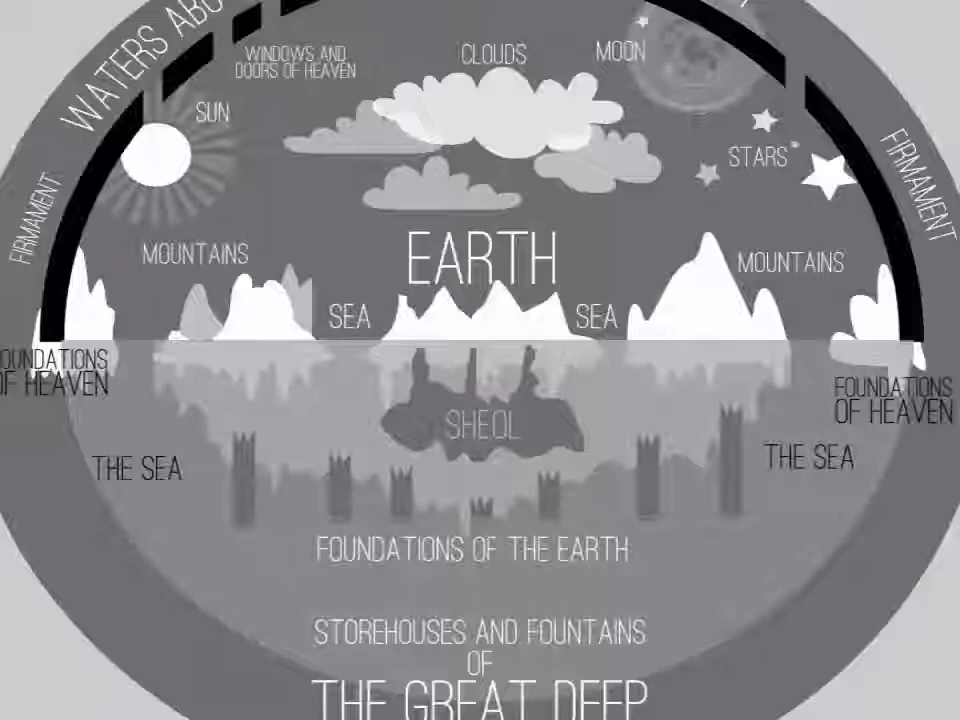 WATERS ABO
WINDOWS AND
DOORS OF HEAVEN
CLOUDS
MOON
SUN
STARS
FIRMAMENT
FIRMAMENT
MOUNTAINS
EARTH
MOUNTAINS
SEA
SEA
OUNDATIONS
OF HEAVEN
FOUNDATIONS
OF HEAVEN
SHEOL
THE SEA
THE SEA
FOUNDATIONS OF THE EARTH
STOREHOUSES AND FOUNTAINS
OF
THE GREAT DEEP